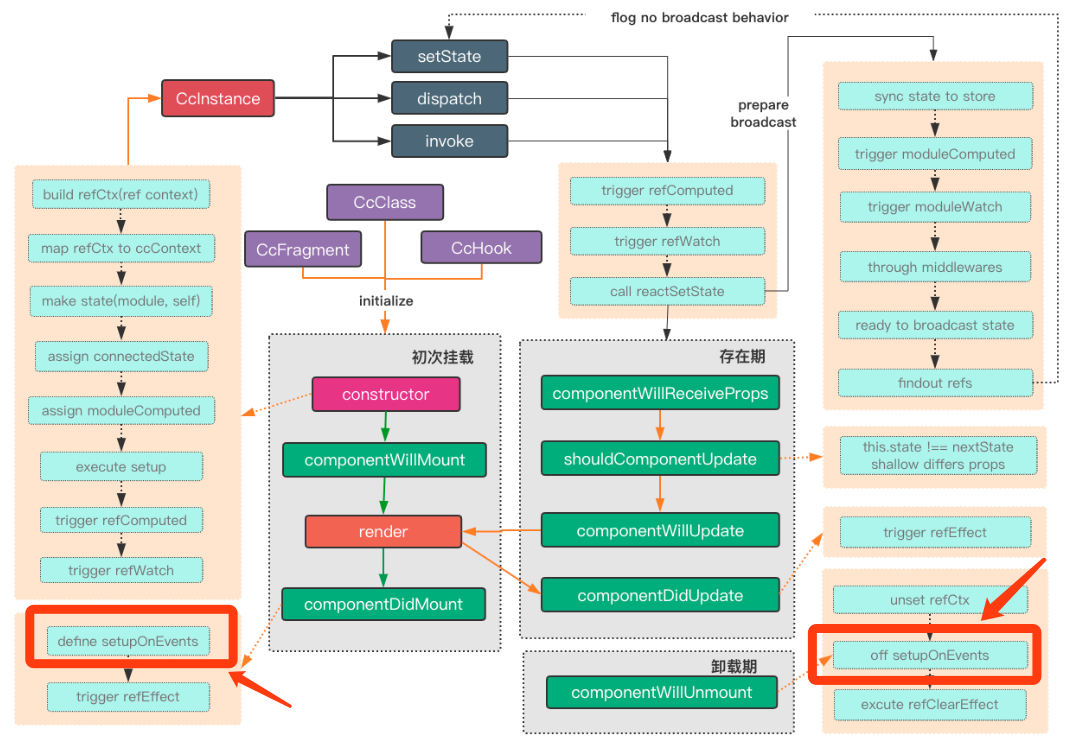 flog no broadcast behavior
setState
CcInstance
dispatch
invoke
prepare
broadcast
sync state to store
trigger moduleComputed
trigger moduleWatch
through middlewares
ready to broadcast state
findout refs
build refCtx(ref context)
map refCtx to ccContext
make state(module, self)
assign connectedState
assign moduleComputed
execute setup
trigger refComputed
trigger refWatch
CcClass
CcFragment
CcHook
initialize
trigger refComputed
trigger refWatch
call reactSetState
初次挂载
constructor
componentWillMount
render
componentDidMount
存在期
componentWillReceiveProps
shouldComponentUpdate
componentWillUpdate
componentDidUpdate
this.state !== nextState
shallow differs props
trigger refEffect
define setupOnEvents
trigger refEffect
卸载期
componentWillUnmount
unset refCtx
off setupOnEvents
excute refClearEffect